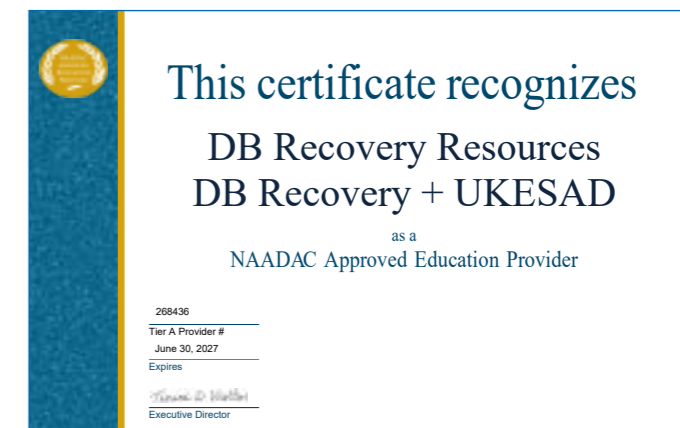 This certificate recognizes
DB Recovery Resources
DB Recovery + UKESAD
as a
NAADAC Approved Education Provider
268436
Tier A Provider #
June 30, 2027
Expires
Executive Director